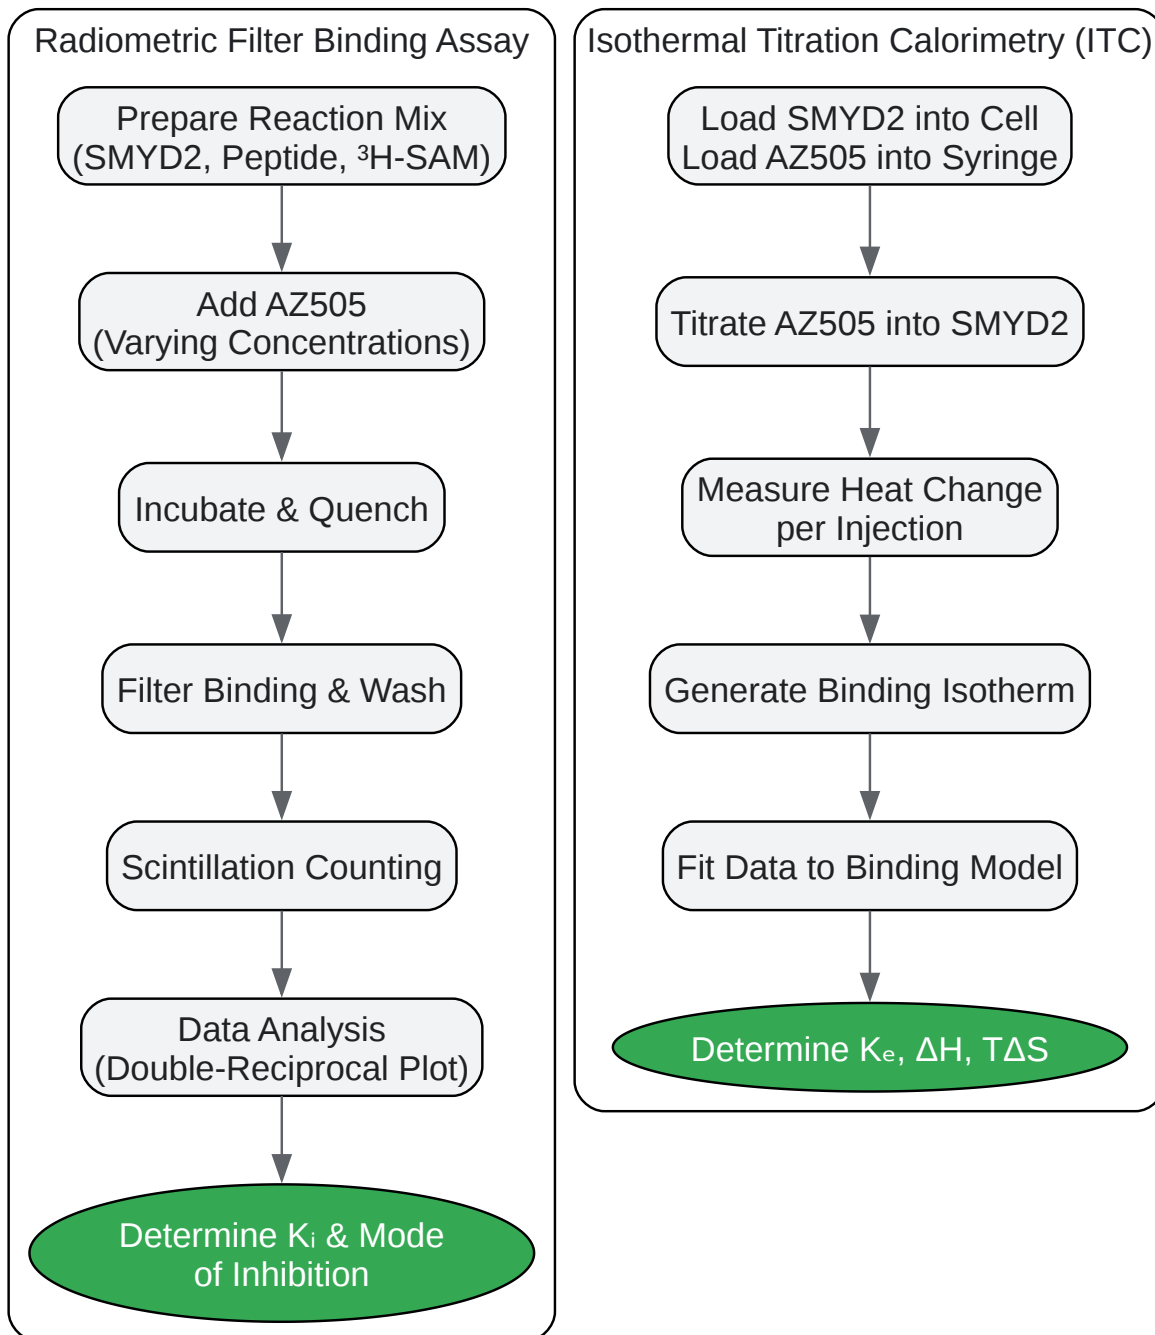 Radiometric Filter Binding Assay
Prepare Reaction Mix
(SMYD2, Peptide, ³H-SAM)
Add AZ505
(Varying Concentrations)
Incubate & Quench
Filter Binding & Wash
Scintillation Counting
Data Analysis
(Double-Reciprocal Plot)
Determine Kᵢ & Mode
of Inhibition
Isothermal Titration Calorimetry (ITC)
Load SMYD2 into Cell
Load AZ505 into Syringe
Titrate AZ505 into SMYD2
Measure Heat Change
per Injection
Generate Binding Isotherm
Fit Data to Binding Model
Determine Kₑ, ΔH, TΔS